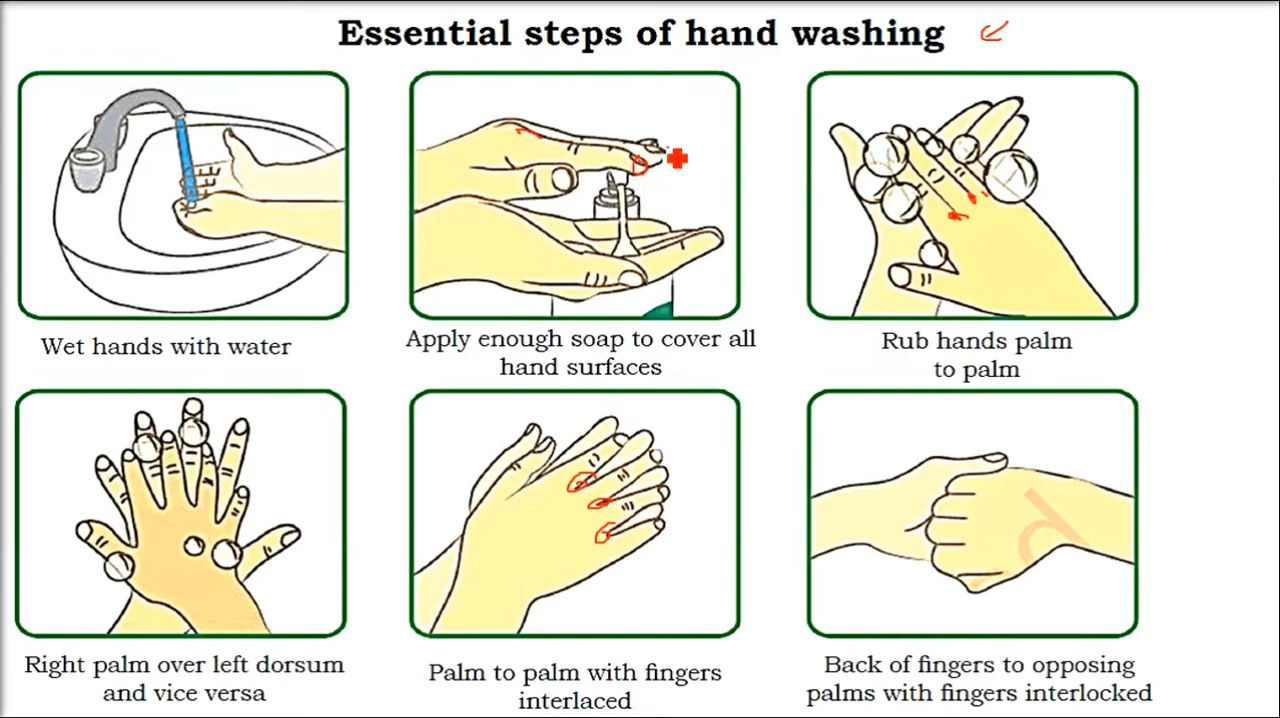 Essential steps of hand washing
Wet hands with water
Apply enough soap to cover all
hand surfaces
Rub hands palm
to palm
Right palm over left dorsum
and vice versa
Palm to palm with fingers
interlaced
Back of fingers to opposing
palms with fingers interlocked